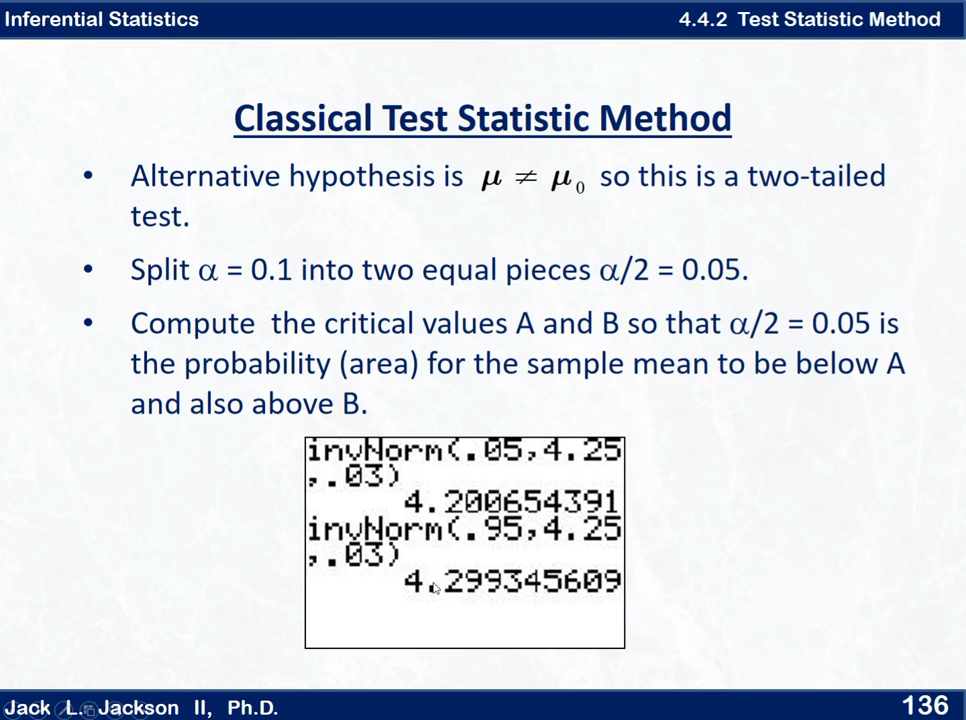 Inferential Statistics
4.4.2 Test Statistic Method
Classical Test Statistic Method
• Alternative hypothesis is μ ≠ μ₀ so this is a two-tailed
test.
• Split α = 0.1 into two equal pieces α/2 = 0.05.
• Compute the critical values A and B so that α/2 = 0.05 is
the probability (area) for the sample mean to be below A
and also above B.
invNorm(.05,4.25
,.03)
4.200654391
invNorm(.95,4.25
,.03)
4.299345609
Jack L. Jackson II, Ph.D.
136